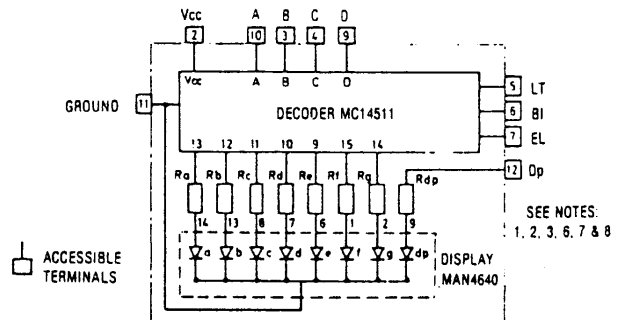 Vcc A B C D
2 10 3 4 9
Vcc A B C D
GROUND 11
DECODER MC14511
5 LT
6 BI
7 EL
13 12 11 10 9 15 14
12 Dp
Ra Rb Rc Rd Re Rf Rg Rdp
14 13 8 7 6 1 2 9
a b c d e f g dp
SEE NOTES:
1, 2, 3, 6, 7 & 8
DISPLAY
MAN4640
ACCESSIBLE
TERMINALS